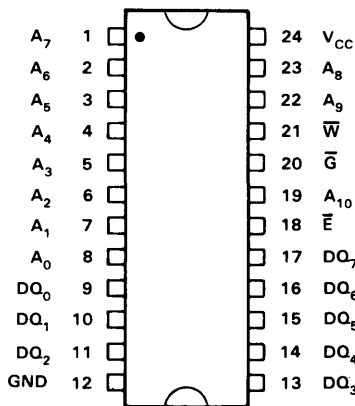 A7 1 24 VCC
A6 2 23 A8
A5 3 22 A9
A4 4 21 W̅
A3 5 20 G̅
A2 6 19 A10
A1 7 18 E̅
A0 8 17 DQ7
DQ0 9 16 DQ6
DQ1 10 15 DQ5
DQ2 11 14 DQ4
GND 12 13 DQ3